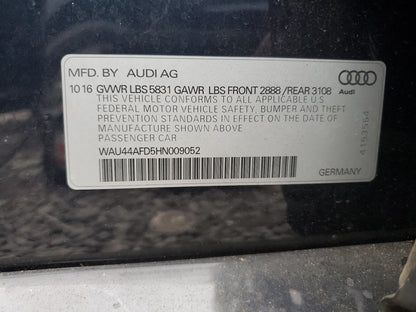 MFD. BY AUDI AG
10 16 GVWR LBS 5831 GAWR LBS FRONT 2888 / REAR 3108
THIS VEHICLE CONFORMS TO ALL APPLICABLE U.S
FEDERAL MOTOR VEHICLE SAFETY, BUMPER AND THEFT
PREVENTION STANDARDS IN EFFECT ON THE DATE OF
MANUFACTURE SHOWN ABOVE
PASSENGER CAR
WAU44AFD5HN009052
Audi
4153554
GERMANY